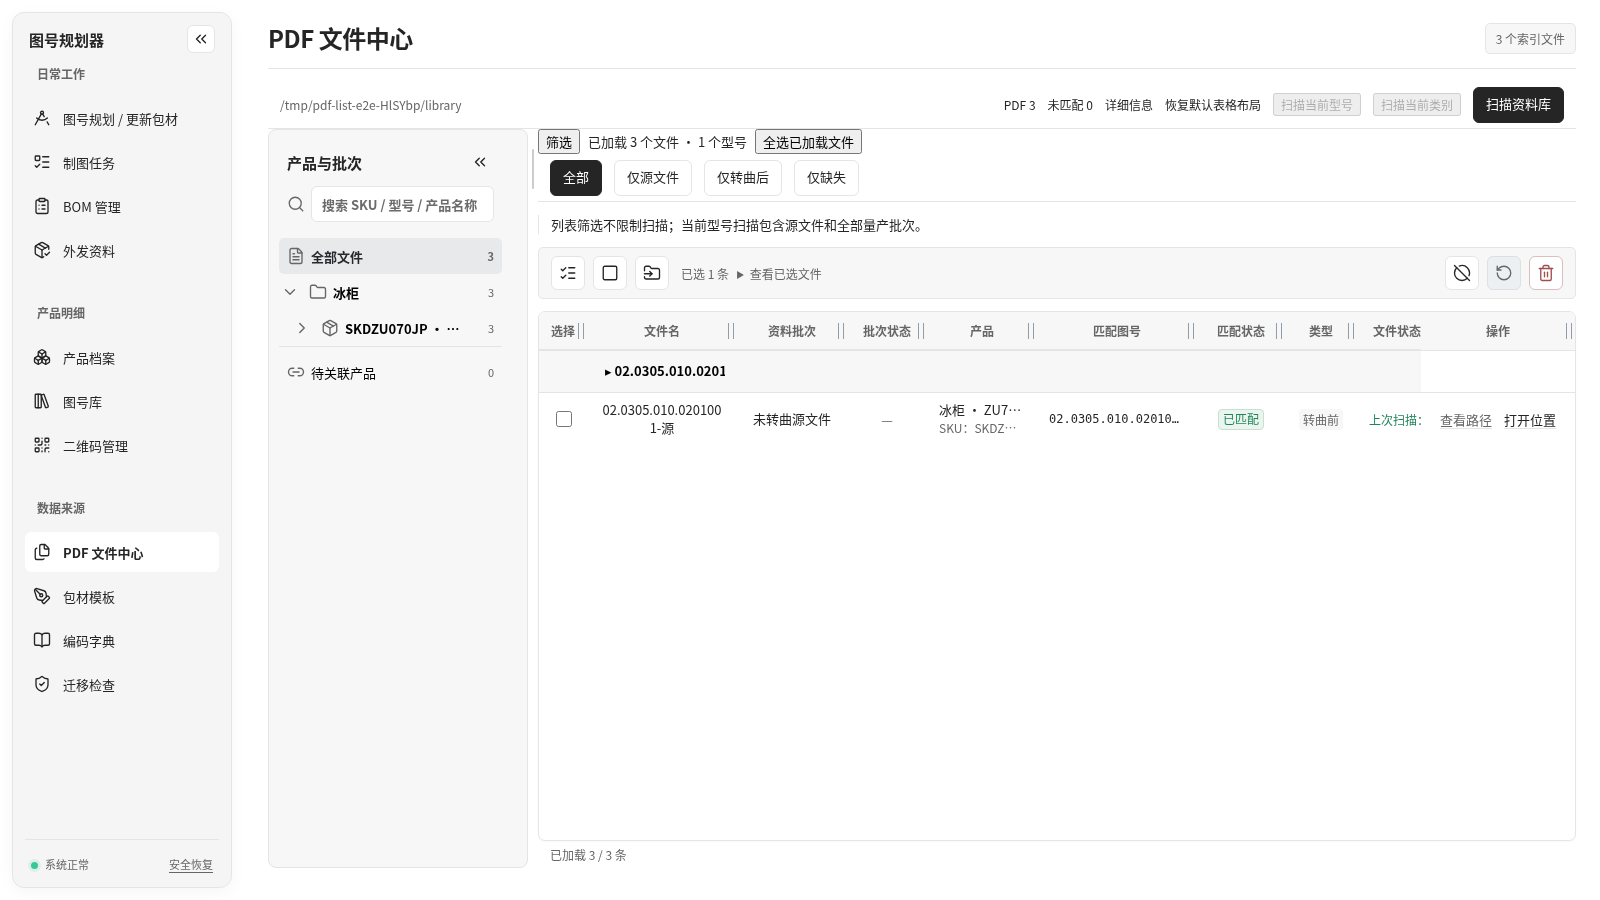 图号规划器
日常工作
图号规划 / 更新包材
制图任务
BOM 管理
外发资料
产品明细
产品档案
图号库
二维码管理
数据来源
PDF 文件中心
包材模板
编码字典
迁移检查
系统正常
安全恢复
PDF 文件中心
3 个索引文件
/tmp/pdf-list-e2e-HlSYbp/library
PDF 3 未匹配 0 详细信息 恢复默认表格布局 扫描当前型号 扫描当前类别 扫描资料库
产品与批次
搜索 SKU / 型号 / 产品名称
全部文件 3
冰柜 3
SKDZU070JP · ··· 3
待关联产品 0
筛选 已加载 3 个文件 · 1 个型号 全选已加载文件
全部 仅源文件 仅转曲后 仅缺失
列表筛选不限制扫描；当前型号扫描包含源文件和全部量产批次。
已选 1 条 ▶ 查看已选文件
选择 文件名 资料批次 批次状态 产品 匹配图号 匹配状态 类型 文件状态 操作
▸ 02.0305.010.0201
02.0305.010.020100
1-源
未转曲源文件
—
冰柜 · ZU7···
SKU: SKDZ···
02.0305.010.02010…
已匹配
转曲前
上次扫描:
查看路径 打开位置
已加载 3 / 3 条